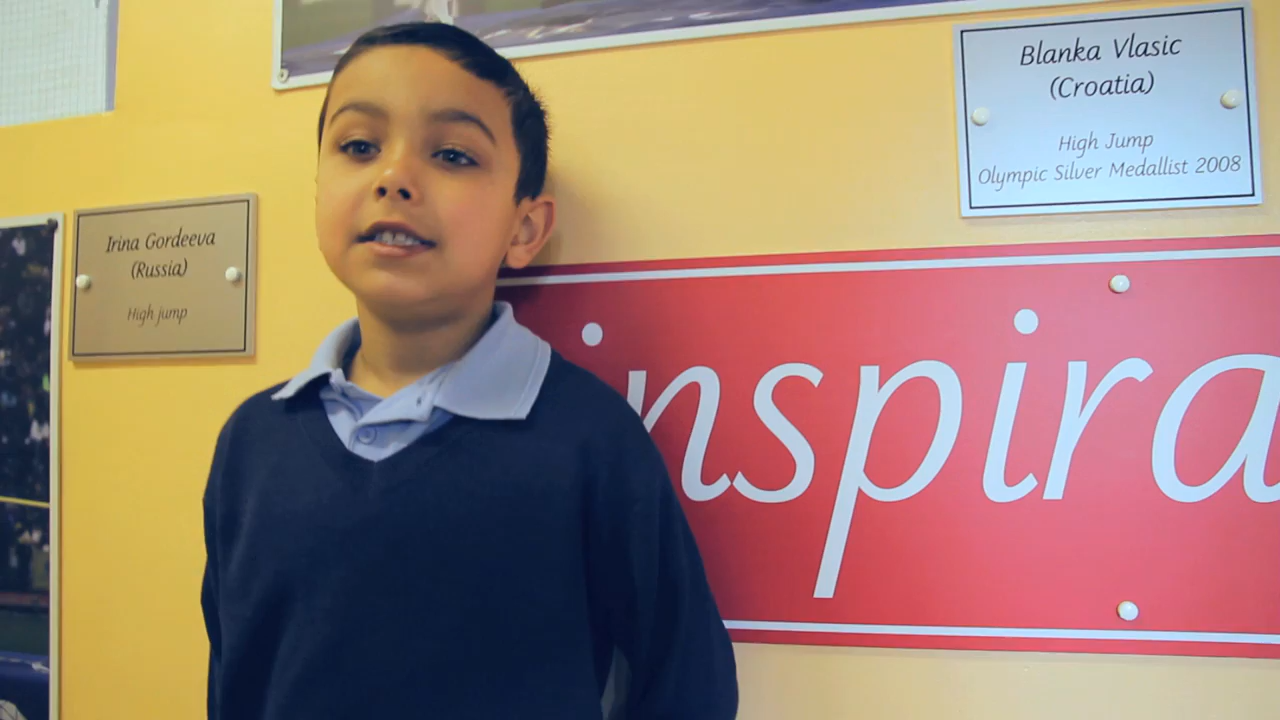 Irina Gordeeva
(Russia)
High jump
Blanka Vlasic
(Croatia)
High Jump
Olympic Silver Medallist 2008
inspira